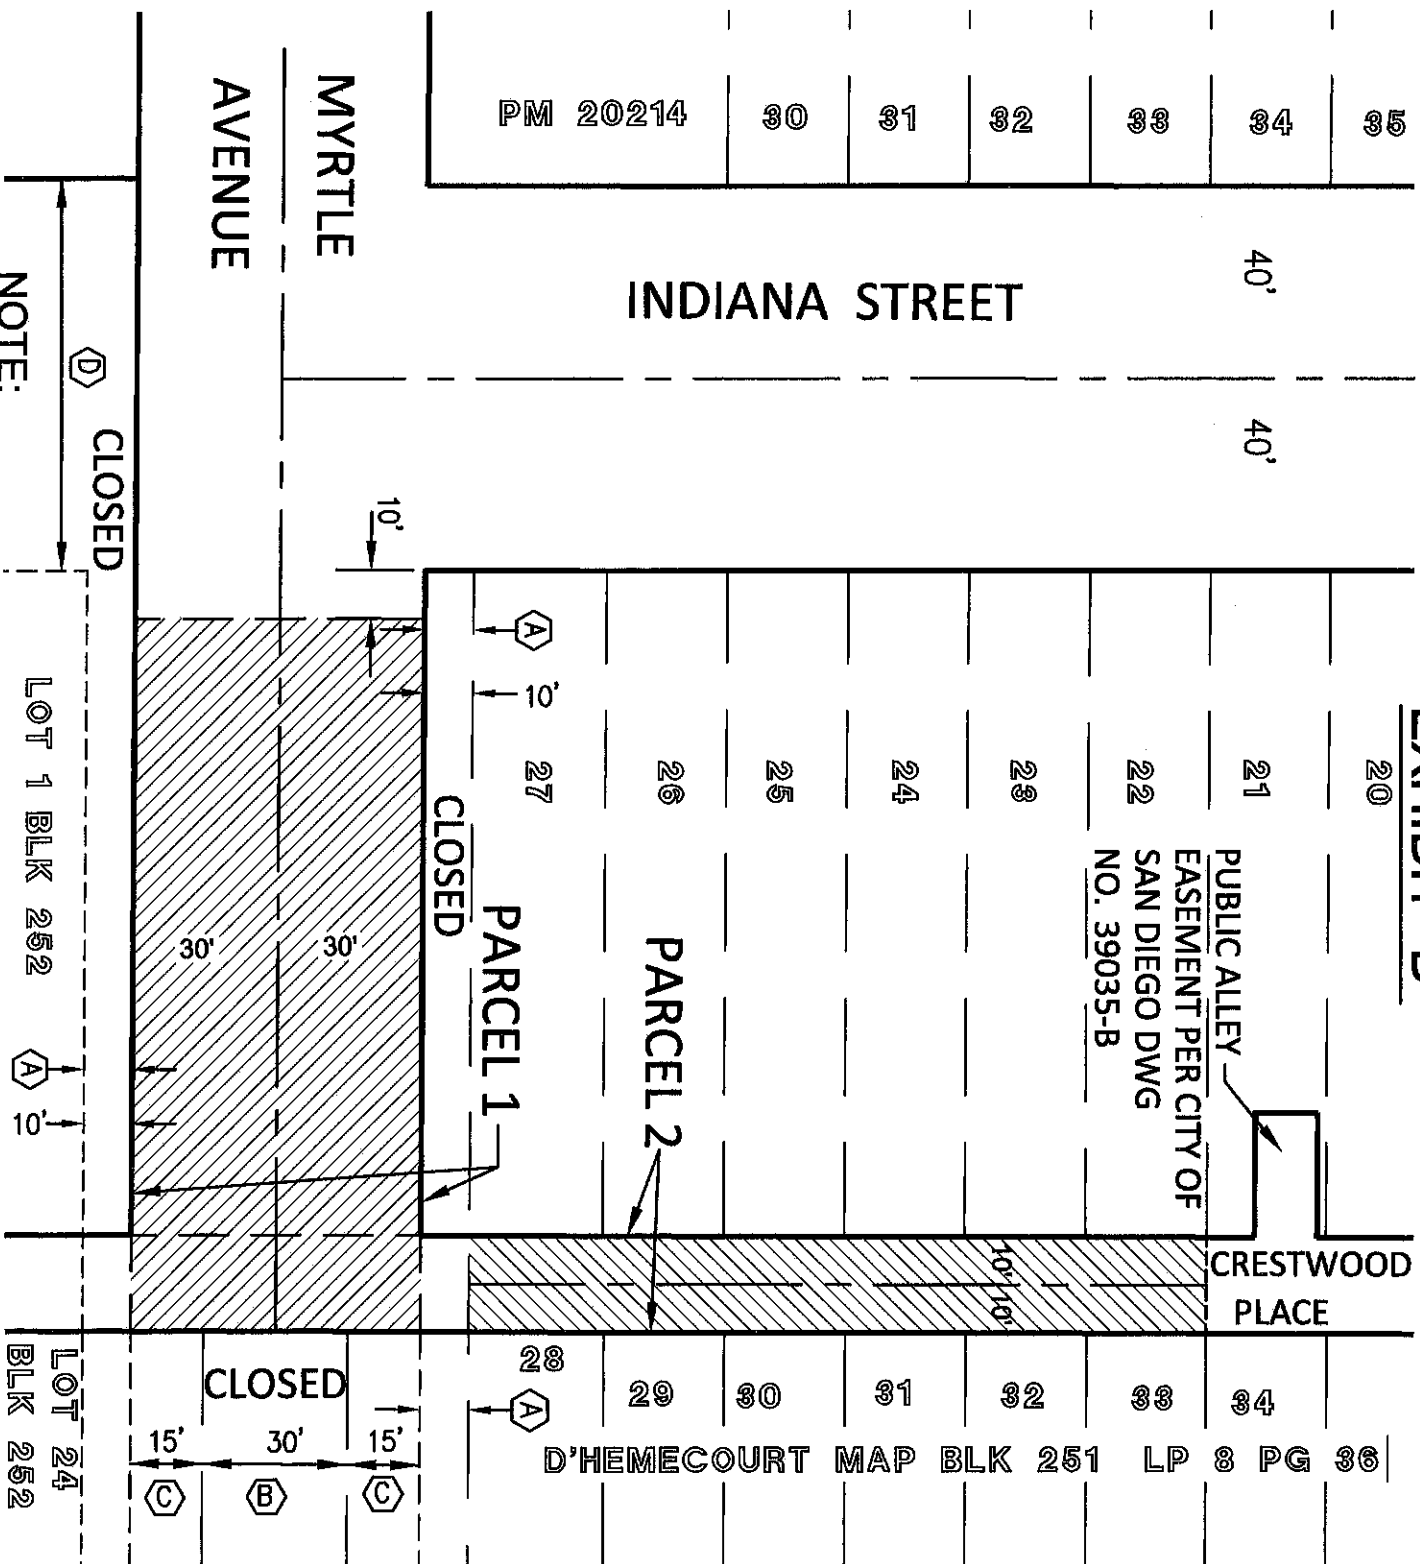 PM 20214
30
31
32
33
34
35
MYRTLE
AVENUE
INDIANA STREET
40'
40'
NOTE:
D
CLOSED
10'
A
10'
CLOSED
27
26
25
24
23
22
21
20
PUBLIC ALLEY
EASEMENT PER CITY OF
SAN DIEGO DWG
NO. 39035-B
PARCEL 1
PARCEL 2
30'
30'
LOT 1 BLK 252
A
10'
CRESTWOOD
PLACE
10'
10'
28
29
30
31
32
33
34
A
D'HEMECOURT MAP BLK 251 LP 8 PG 36
CLOSED
15'
30'
15'
C
B
C
LOT 24
BLK 252